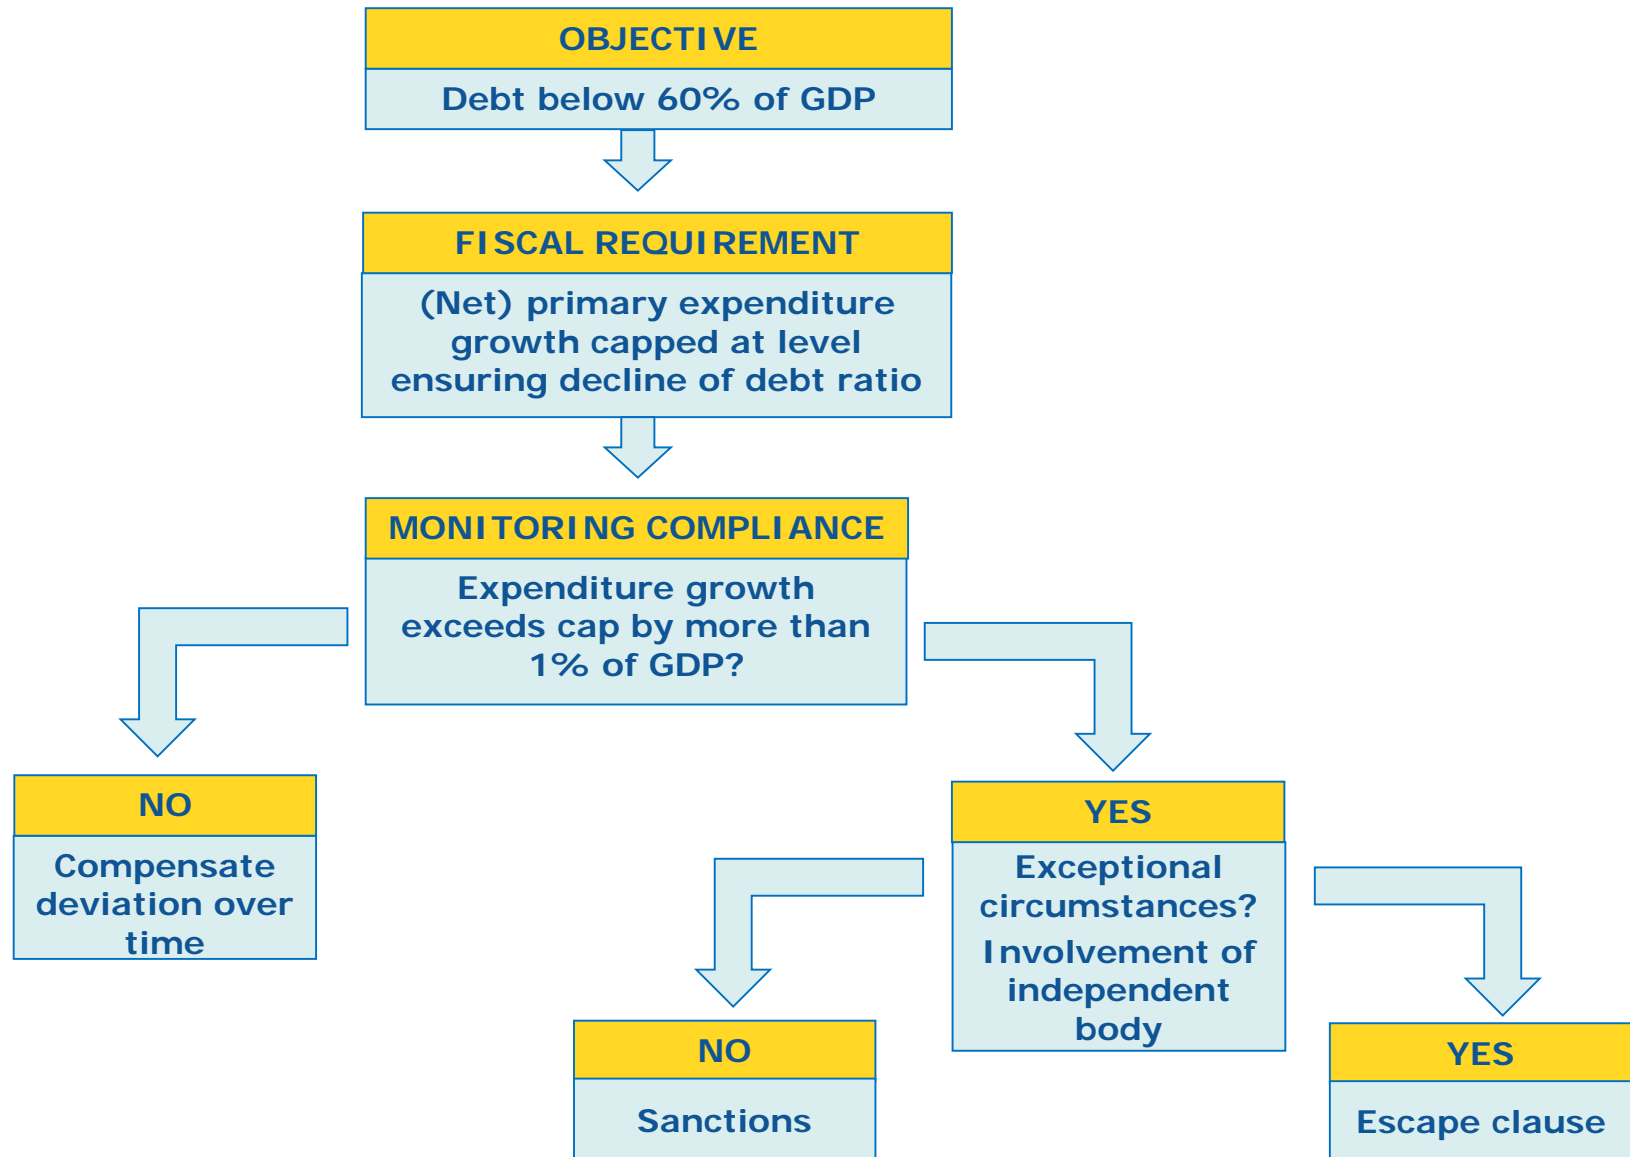 OBJECTIVE
Debt below 60% of GDP
FISCAL REQUIREMENT
(Net) primary expenditure
growth capped at level
ensuring decline of debt ratio
MONITORING COMPLIANCE
Expenditure growth
exceeds cap by more than
1% of GDP?
NO
Compensate
deviation over
time
YES
Exceptional
circumstances?
Involvement of
independent
body
NO
Sanctions
YES
Escape clause